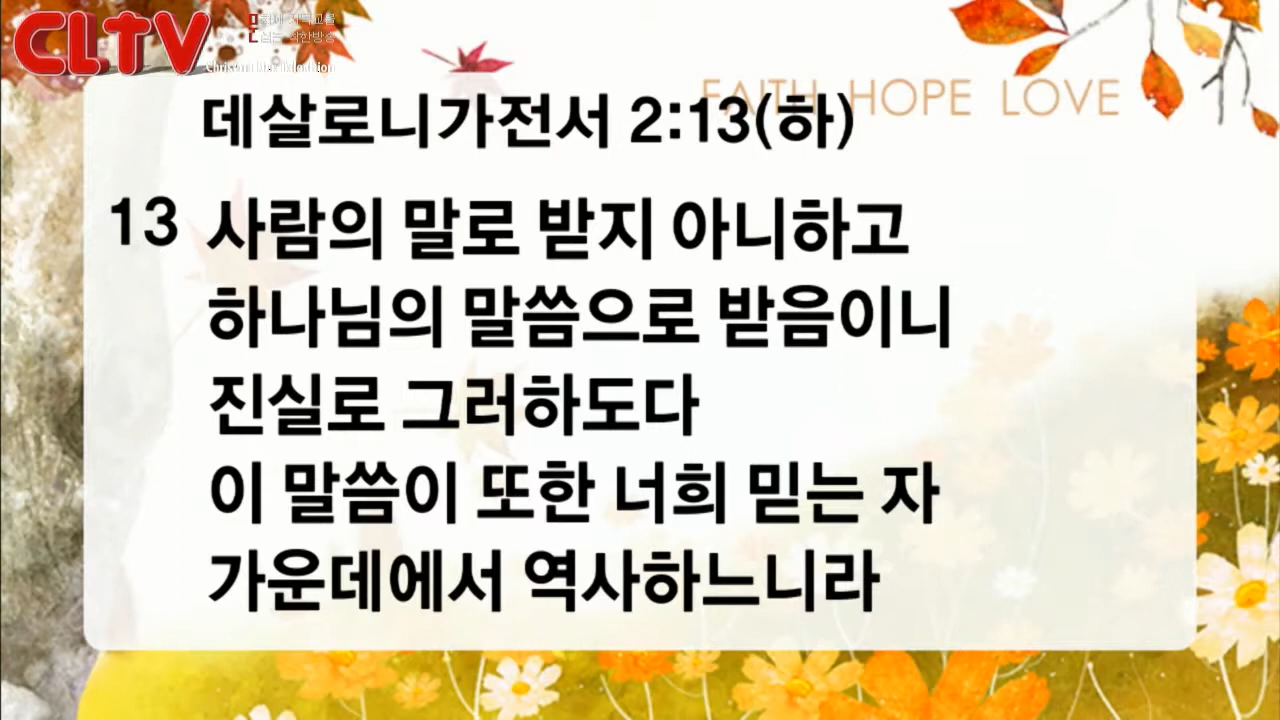 CLTV
FAITH HOPE LOVE
데살로니가전서 2:13(하)
13 사람의 말로 받지 아니하고
하나님의 말씀으로 받음이니
진실로 그러하도다
이 말씀이 또한 너희 믿는 자
가운데에서 역사하느니라